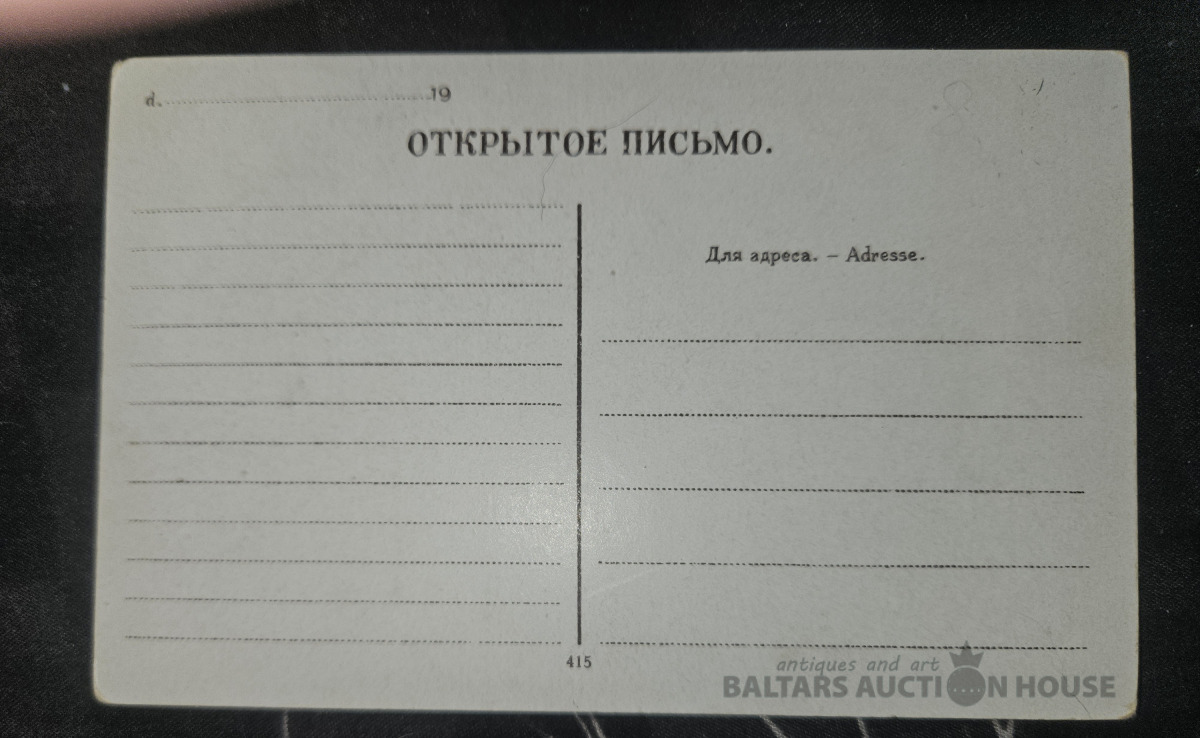 d. 19
ОТКРЫТОЕ ПИСЬМО.
Для адреса. – Adresse.
415
antiques and art
BALTARS AUCTION HOUSE